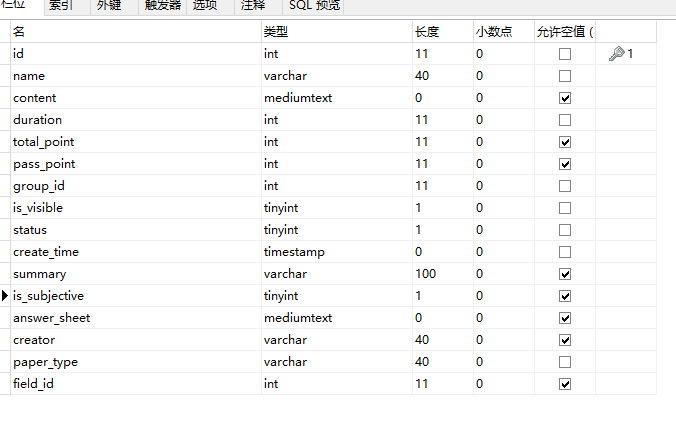 栏位 索引 外键 触发器 选项 注释 SQL 预览
名 类型 长度 小数点 允许空值 (
id int 11 0 1
name varchar 40 0
content mediumtext 0 0
duration int 11 0
total_point int 11 0
pass_point int 11 0
group_id int 11 0
is_visible tinyint 1 0
status tinyint 1 0
create_time timestamp 0 0
summary varchar 100 0
is_subjective tinyint 1 0
answer_sheet mediumtext 0 0
creator varchar 40 0
paper_type varchar 40 0
field_id int 11 0